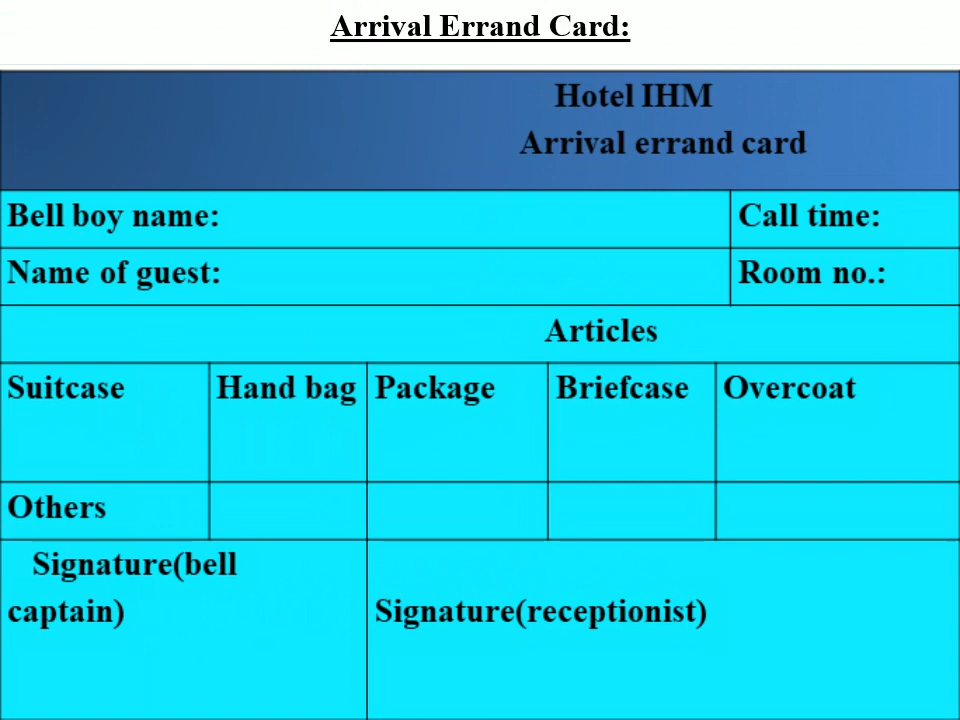 Arrival Errand Card:
Hotel IHM
Arrival errand card
Bell boy name:
Call time:
Name of guest:
Room no.:
Articles
Suitcase
Hand bag
Package
Briefcase
Overcoat
Others
Signature(bell
captain)
Signature(receptionist)